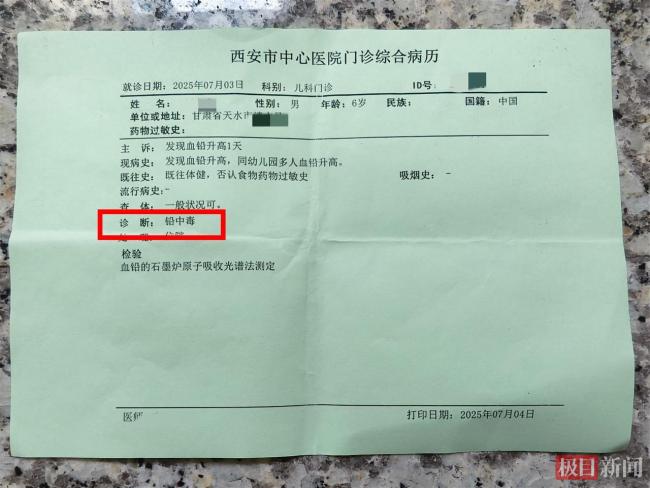 西安市中心医院门诊综合病历
就诊日期：2025年07月03日 科别：儿科门诊 ID号：
姓 名： 性别：男 年龄：6岁 民族： 国籍：中国
单位或地址：甘肃省天水市
药物过敏史：
主 诉：发现血铅升高1天
现病史：发现血铅升高，同幼儿园多人血铅升高。
既往史：既往体健，否认食物药物过敏史 吸烟史：-
流行病史：-
查 体：一般状况可。
诊 断：铅中毒
检验
血铅的石墨炉原子吸收光谱法测定
医师
打印日期：2025年07月04日
极目新闻